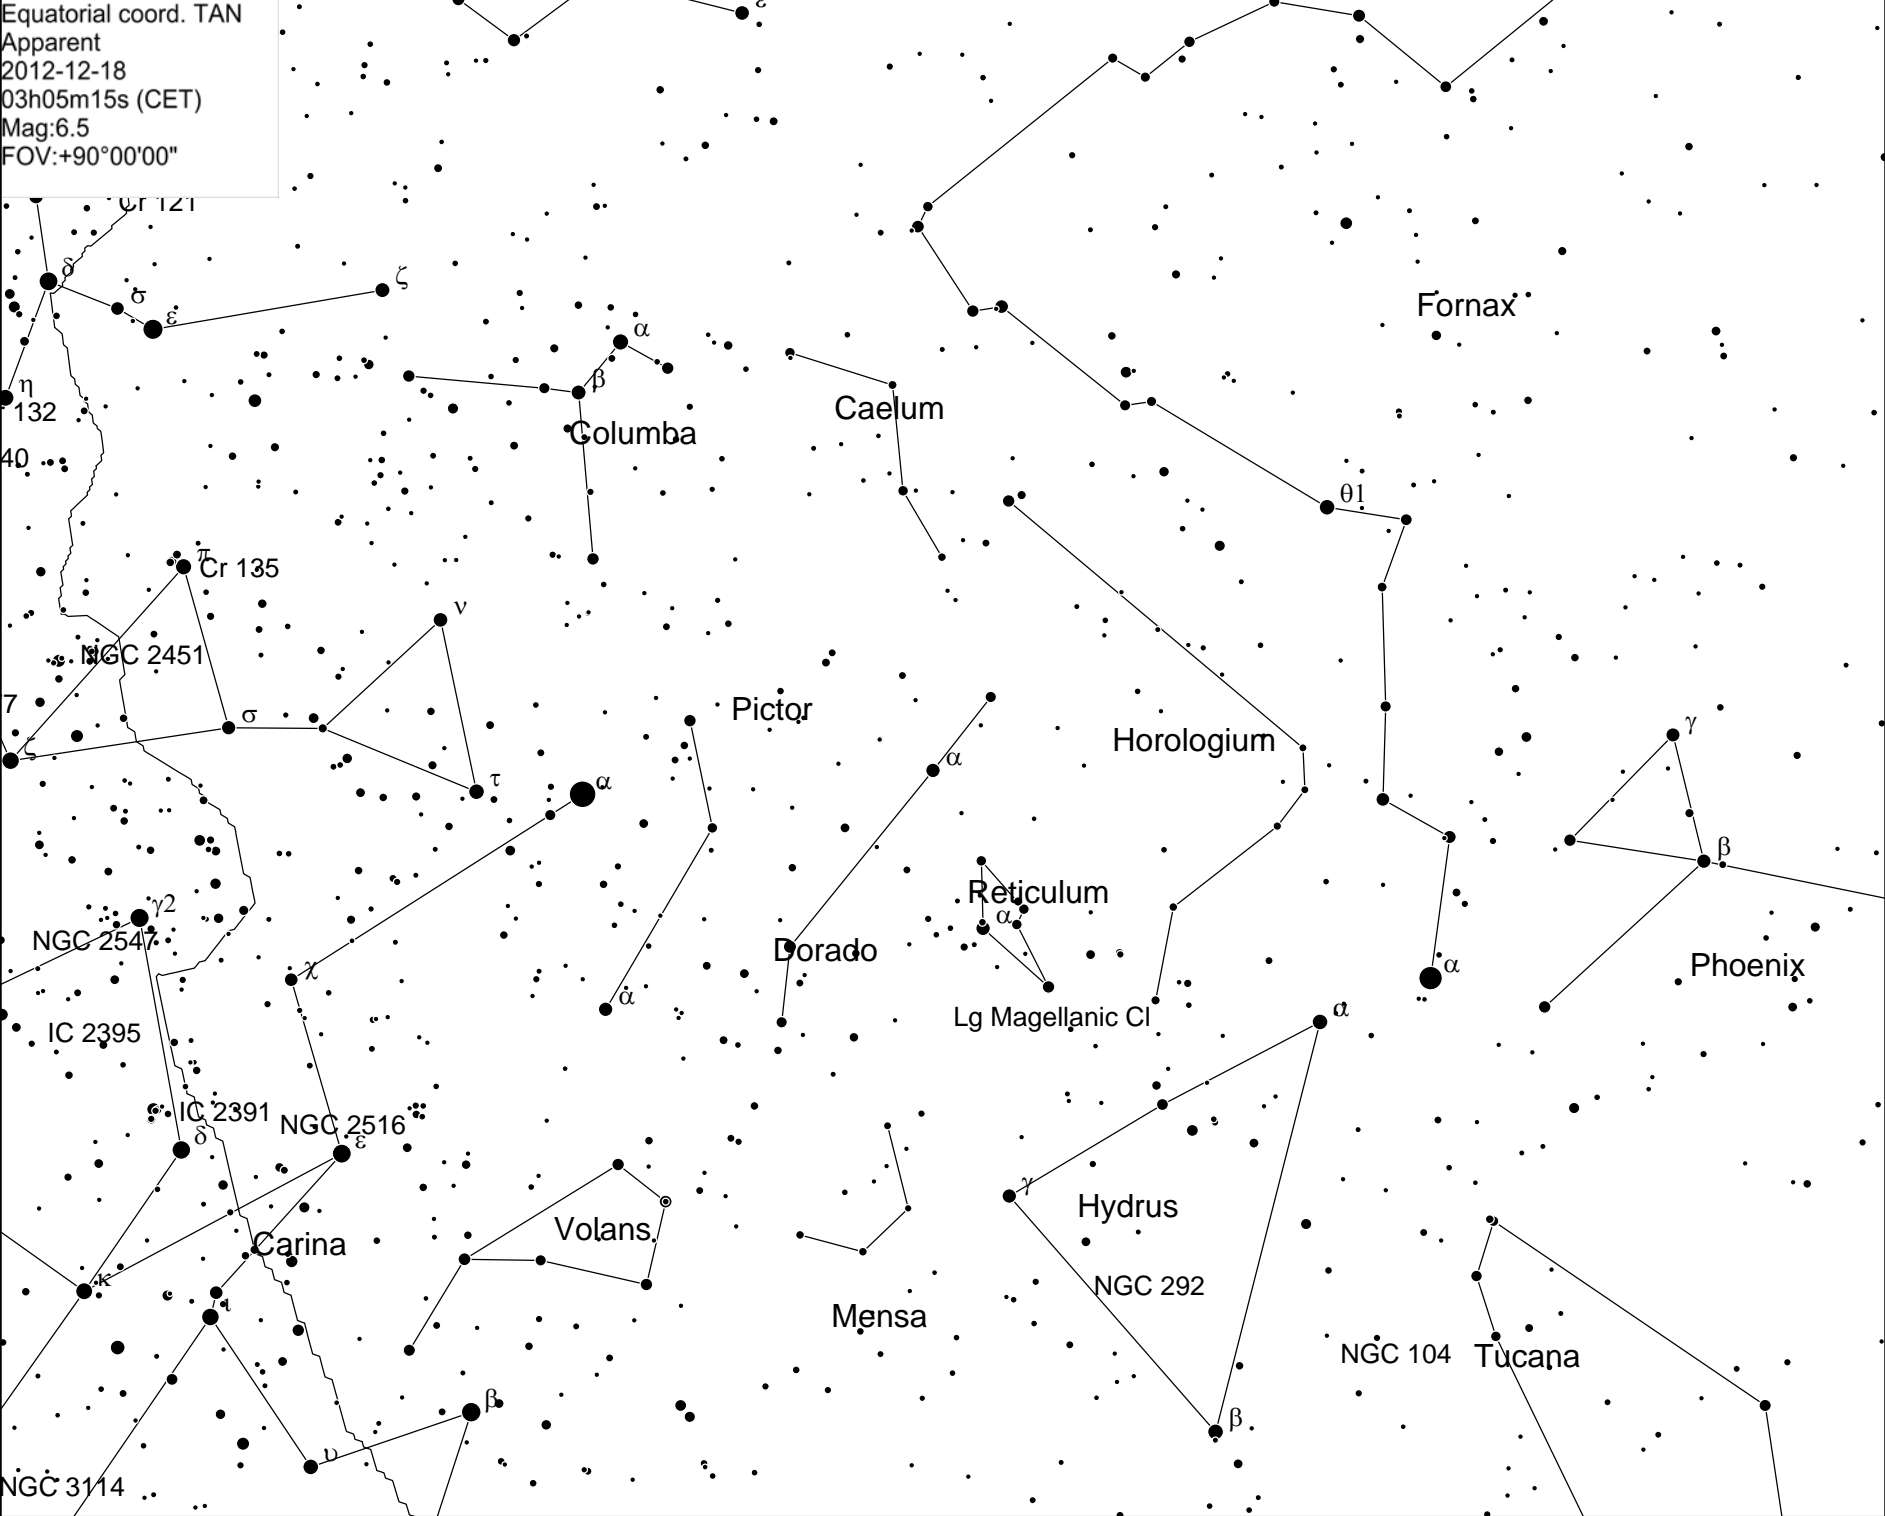 Equatorial coord. TAN
Apparent
2012-12-18
03h05m15s (CET)
Mag:6.5
FOV:+90°00'00"
ε
Cr 121
δ
σ
ε
ζ
α
β
η
132
Columba
Caelum
Fornax
40
θ1
π
Cr 135
ν
NGC 2451
7
σ
ζ
Pictor
Horologium
γ
α
τ
α
β
Reticulum
α
γ2
NGC 2547
Dorado
χ
α
α
Phoenix
IC 2395
Lg Magellanic Cl
α
IC 2391
NGC 2516
δ
ε
γ
Hydrus
Volans
Carina
κ
ι
NGC 292
Mensa
NGC 104
Tucana
β
β
υ
NGC 3114